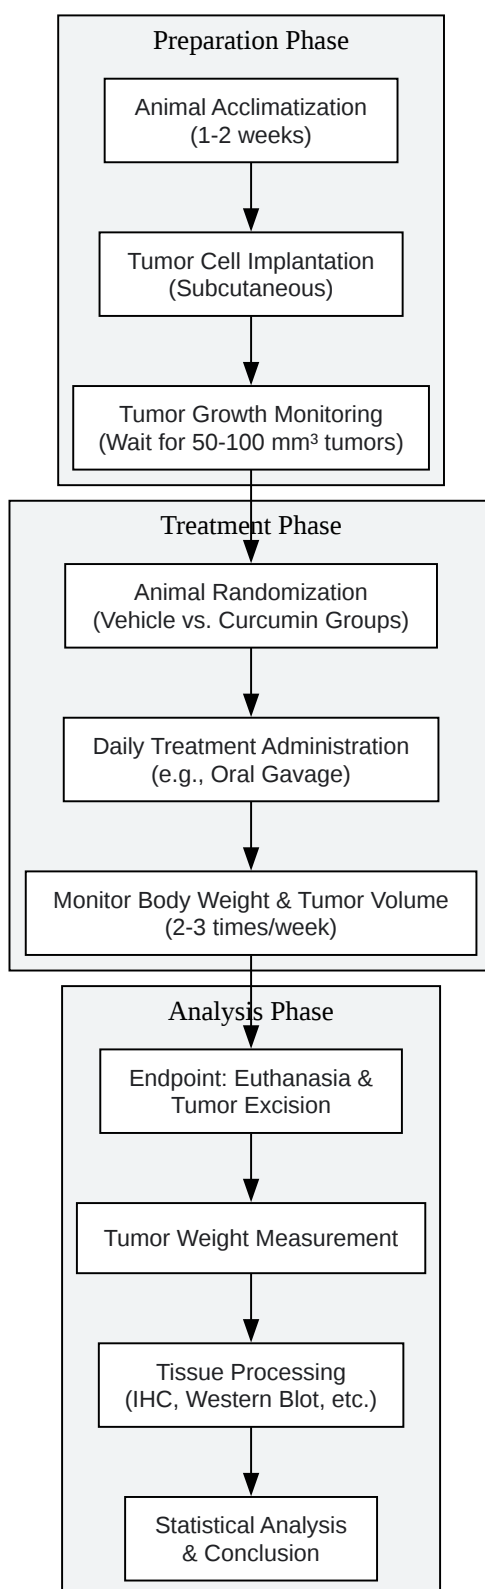 Preparation Phase
Animal Acclimatization
(1-2 weeks)
Tumor Cell Implantation
(Subcutaneous)
Tumor Growth Monitoring
(Wait for 50-100 mm³ tumors)
Treatment Phase
Animal Randomization
(Vehicle vs. Curcumin Groups)
Daily Treatment Administration
(e.g., Oral Gavage)
Monitor Body Weight & Tumor Volume
(2-3 times/week)
Analysis Phase
Endpoint: Euthanasia &
Tumor Excision
Tumor Weight Measurement
Tissue Processing
(IHC, Western Blot, etc.)
Statistical Analysis
& Conclusion